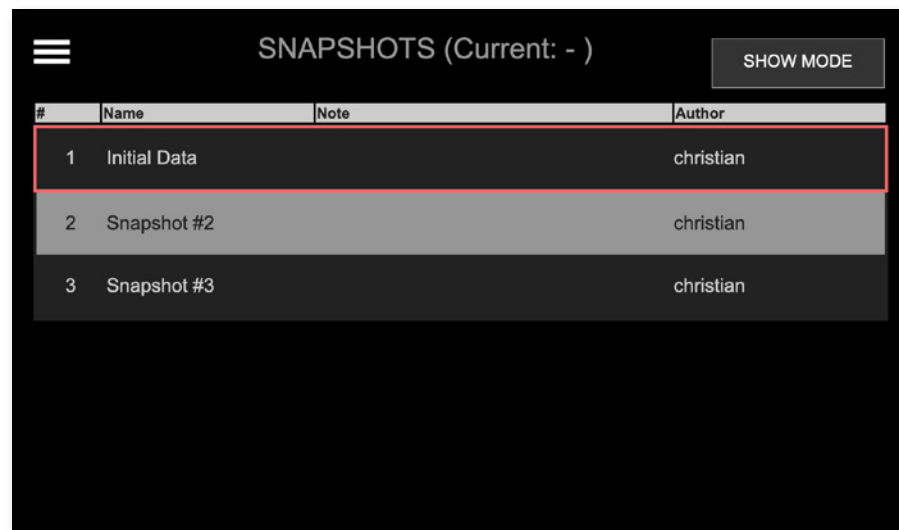 SNAPSHOTS (Current: - )
SHOW MODE
# Name Note Author
1 Initial Data christian
2 Snapshot #2 christian
3 Snapshot #3 christian